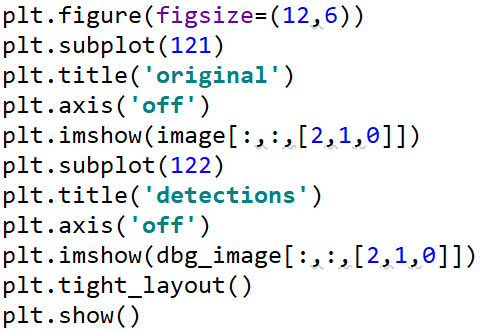 plt.figure(figsize=(12,6))
plt.subplot(121)
plt.title('original')
plt.axis('off')
plt.imshow(image[:,:,[2,1,0]])
plt.subplot(122)
plt.title('detections')
plt.axis('off')
plt.imshow(dbg_image[:,:,[2,1,0]])
plt.tight_layout()
plt.show()